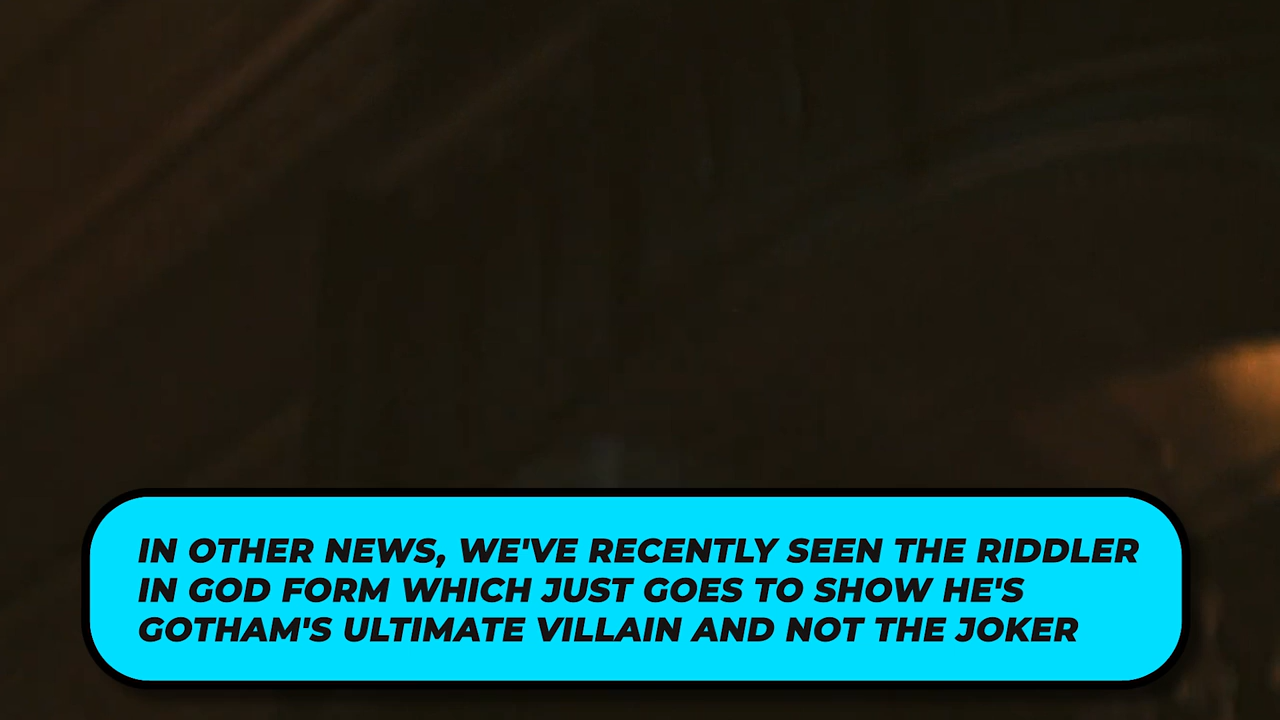 IN OTHER NEWS, WE'VE RECENTLY SEEN THE RIDDLER
IN GOD FORM WHICH JUST GOES TO SHOW HE'S
GOTHAM'S ULTIMATE VILLAIN AND NOT THE JOKER